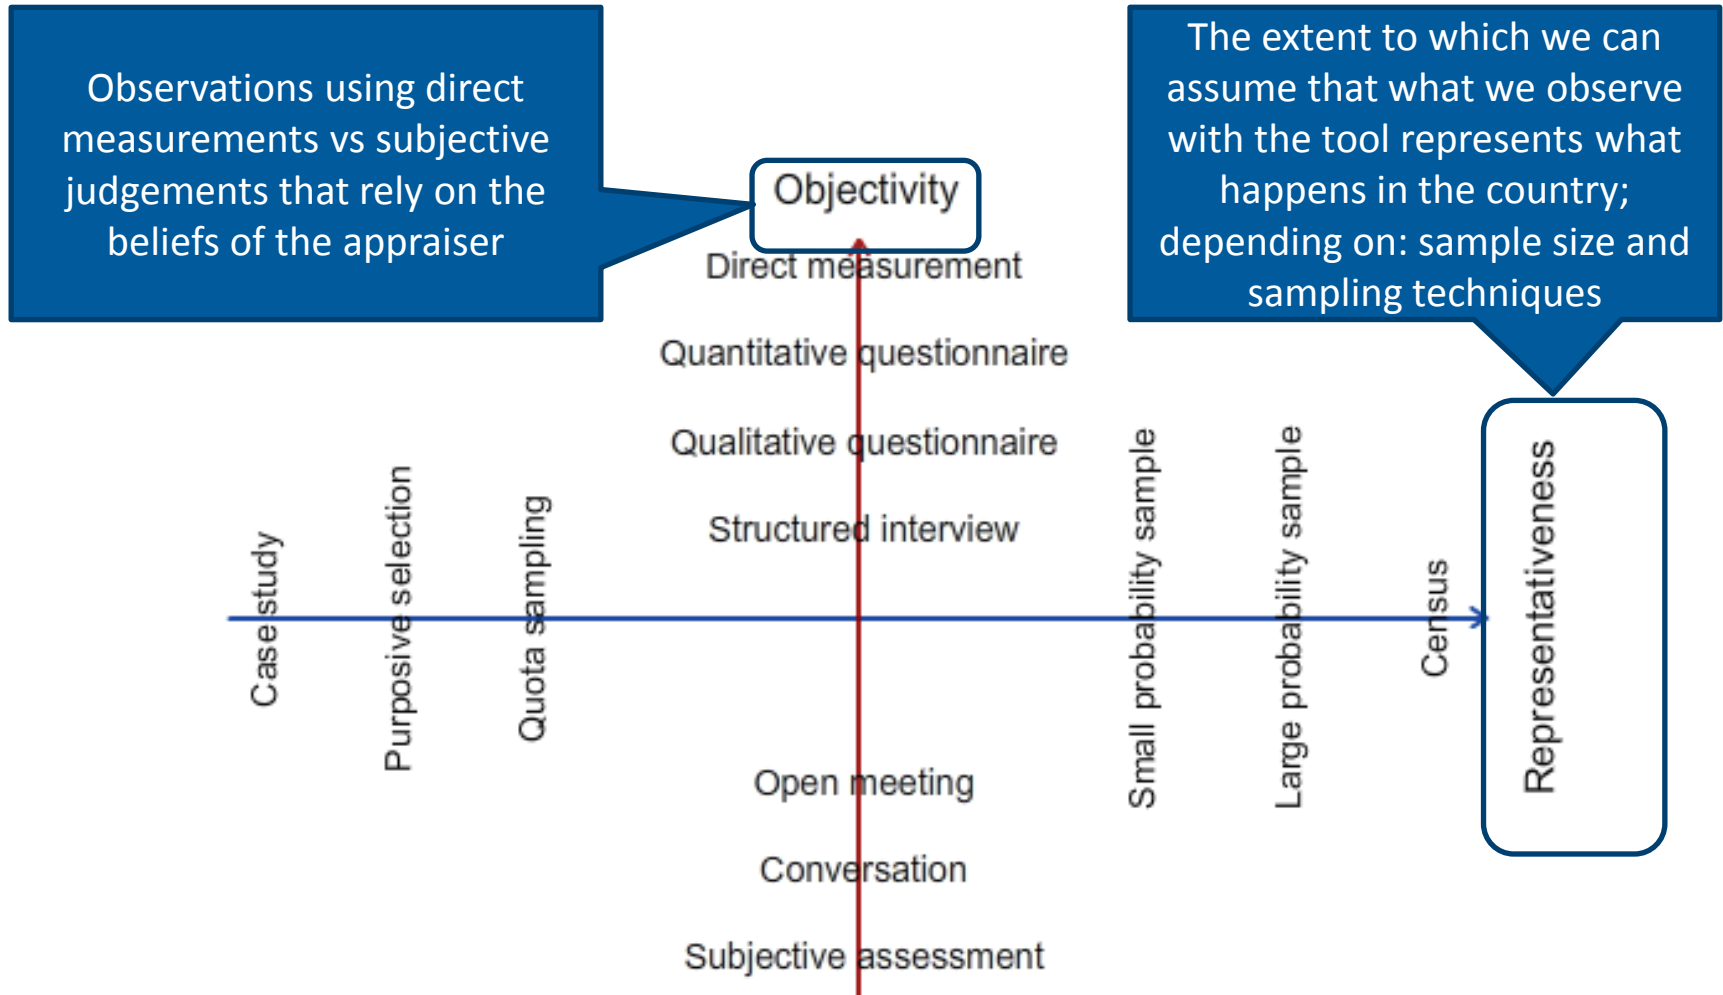 Observations using direct
measurements vs subjective
judgements that rely on the
beliefs of the appraiser
The extent to which we can
assume that what we observe
with the tool represents what
happens in the country;
depending on: sample size and
sampling techniques
Objectivity
Direct measurement
Quantitative questionnaire
Qualitative questionnaire
Structured interview
Case study
Purposive selection
Quota sampling
Small probability sample
Large probability sample
Census
Representativeness
Open meeting
Conversation
Subjective assessment